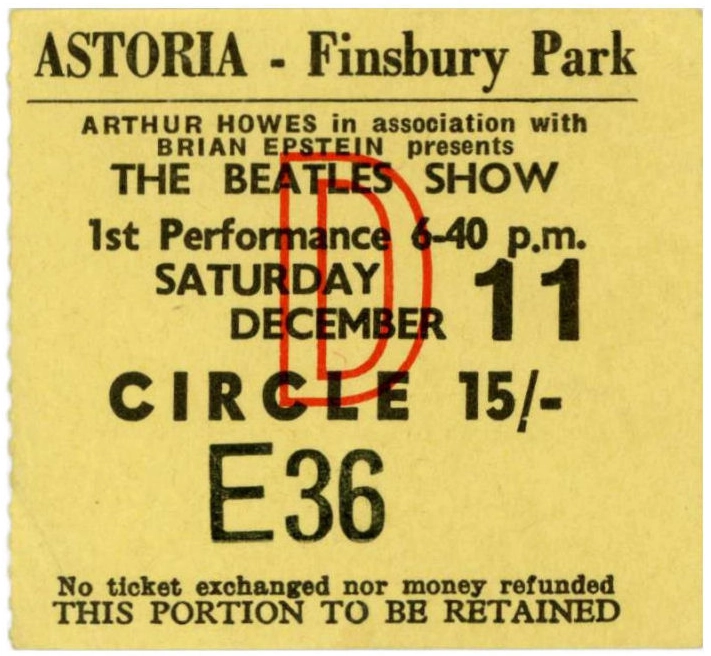 ASTORIA - Finsbury Park
ARTHUR HOWES in association with
BRIAN EPSTEIN presents
THE BEATLES SHOW
1st Performance 6-40 p.m.
SATURDAY
DECEMBER 11
CIRCLE 15/-
E36
D
No ticket exchanged nor money refunded
THIS PORTION TO BE RETAINED